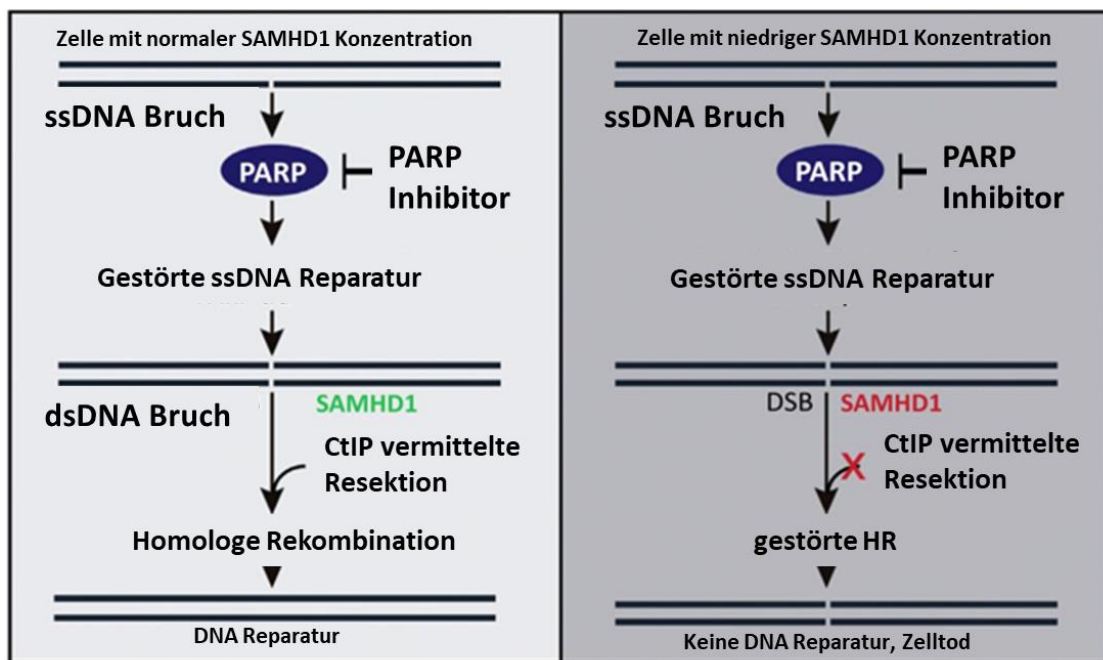 Zelle mit normaler SAMHD1 Konzentration
ssDNA Bruch
PARP
PARP
Inhibitor
Gestörte ssDNA Reparatur
dsDNA Bruch
SAMHD1
CtIP vermittelte
Resektion
Homologe Rekombination
DNA Reparatur
Zelle mit niedriger SAMHD1 Konzentration
ssDNA Bruch
PARP
PARP
Inhibitor
Gestörte ssDNA Reparatur
DSB
SAMHD1
CtIP vermittelte
Resektion
gestörte HR
Keine DNA Reparatur, Zelltod